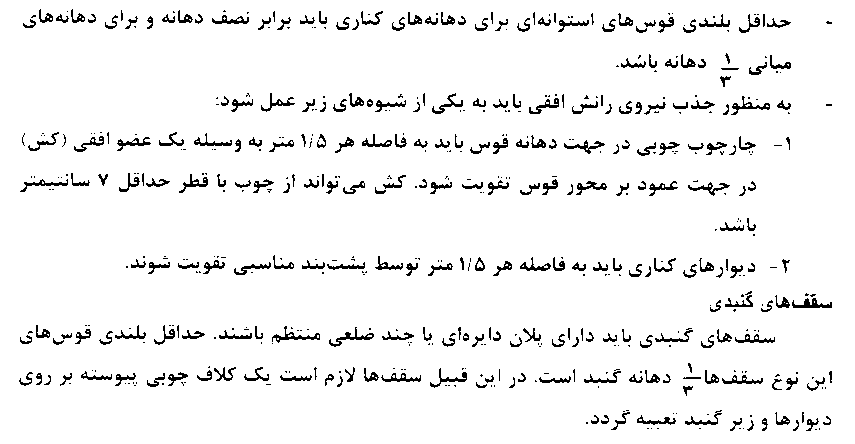 - حداقل بلندی قوس‌های استوانه‌ای برای دهانه‌های کناری باید برابر نصف دهانه و برای دهانه‌های
میانی ۱/۳ دهانه باشد.
- به منظور جذب نیروی رانش افقی باید به یکی از شیوه‌های زیر عمل شود:
۱- چارچوب چوبی در جهت دهانه قوس باید به فاصله هر ۱/۵ متر به وسیله یک عضو افقی (کش)
در جهت عمود بر محور قوس تقویت شود. کش می‌تواند از چوب با قطر حداقل ۷ سانتیمتر
باشد.
۲- دیوارهای کناری باید به فاصله هر ۱/۵ متر توسط پشت‌بند مناسبی تقویت شوند.
سقف‌های گنبدی
سقف‌های گنبدی باید دارای پلان دایره‌ای یا چند ضلعی منتظم باشند. حداقل بلندی قوس‌های
این نوع سقف‌ها ۱/۳ دهانه گنبد است. در این قبیل سقف‌ها لازم است یک کلاف چوبی پیوسته بر روی
دیوارها و زیر گنبد تعبیه گردد.